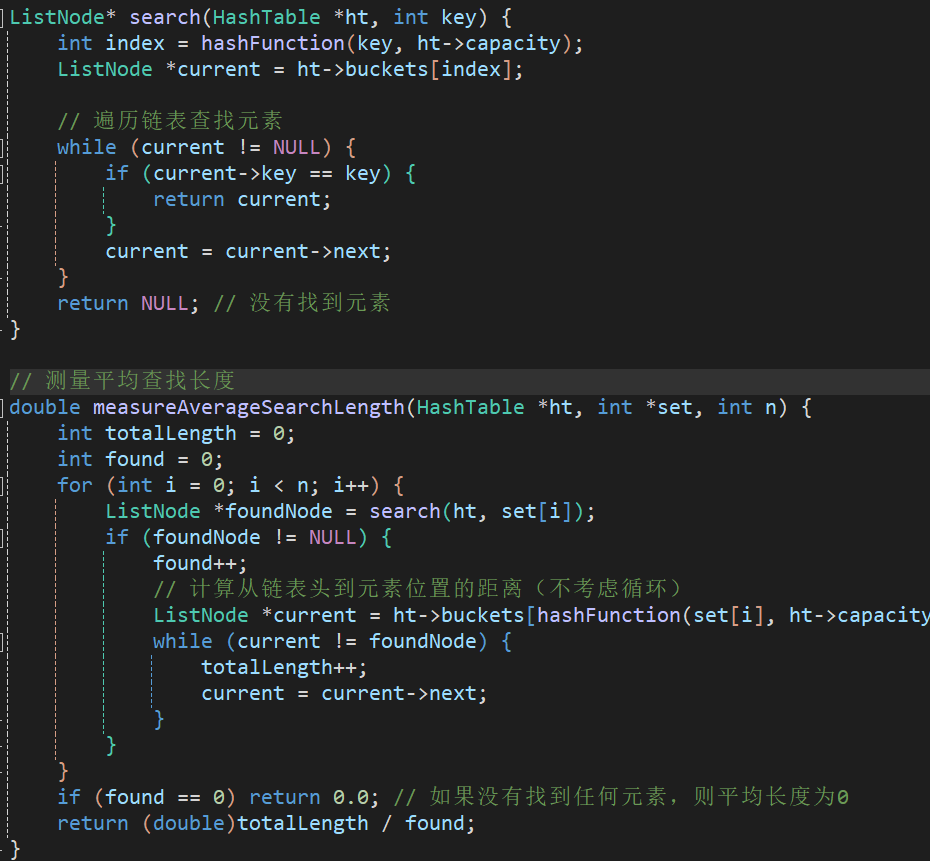 ListNode* search(HashTable *ht, int key) {
    int index = hashFunction(key, ht->capacity);
    ListNode *current = ht->buckets[index];

    // 遍历链表查找元素
    while (current != NULL) {
        if (current->key == key) {
            return current;
        }
        current = current->next;
    }
    return NULL; // 没有找到元素
}

// 测量平均查找长度
double measureAverageSearchLength(HashTable *ht, int *set, int n) {
    int totalLength = 0;
    int found = 0;
    for (int i = 0; i < n; i++) {
        ListNode *foundNode = search(ht, set[i]);
        if (foundNode != NULL) {
            found++;
            // 计算从链表头到元素位置的距离（不考虑循环）
            ListNode *current = ht->buckets[hashFunction(set[i], ht->capacity
            while (current != foundNode) {
                totalLength++;
                current = current->next;
            }
        }
    }
    if (found == 0) return 0.0; // 如果没有找到任何元素，则平均长度为0
    return (double)totalLength / found;
}